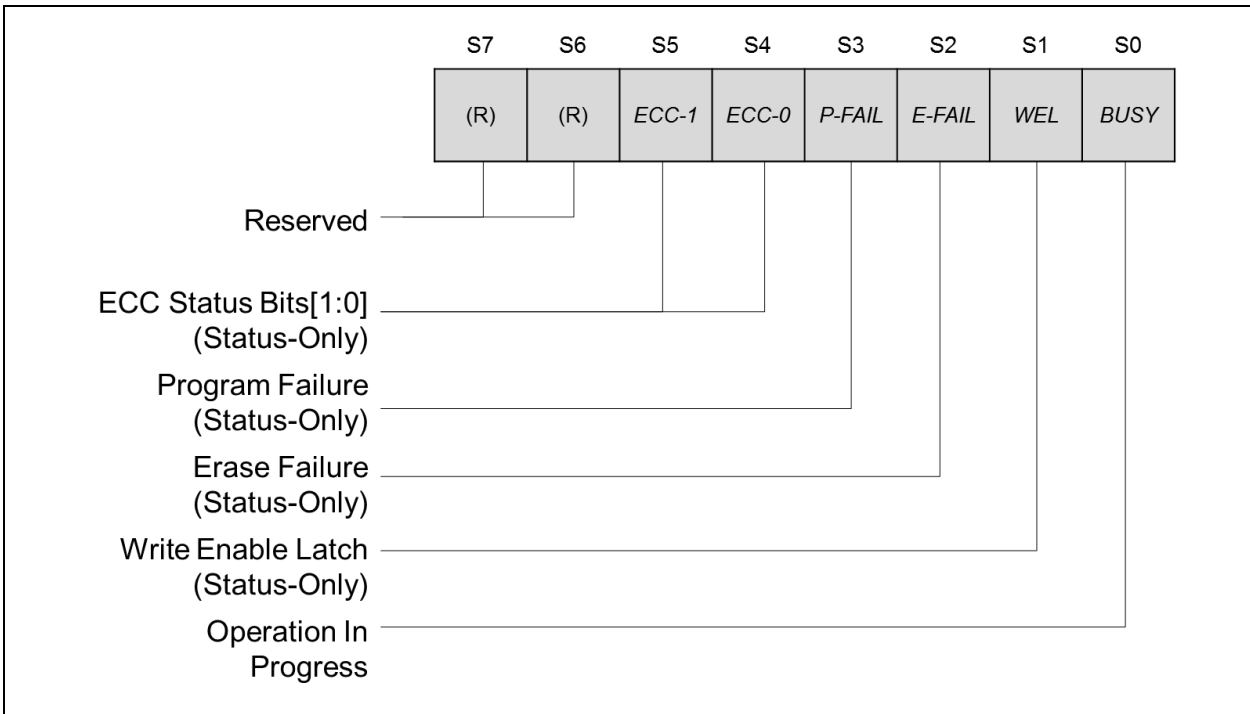 S7 S6 S5 S4 S3 S2 S1 S0
(R) (R) ECC-1 ECC-0 P-FAIL E-FAIL WEL BUSY
Reserved
ECC Status Bits[1:0]
(Status-Only)
Program Failure
(Status-Only)
Erase Failure
(Status-Only)
Write Enable Latch
(Status-Only)
Operation In
Progress